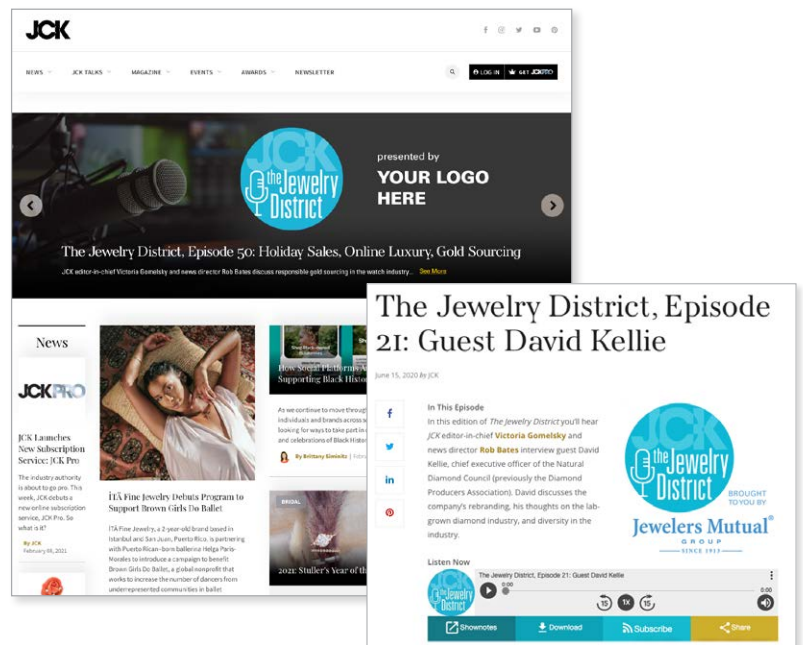 JCK
NEWS JCK TALKS MAGAZINE EVENTS AWARDS NEWSLETTER
LOG IN GET JCKPRO
JCK
the Jewelry
District
presented by
YOUR LOGO
HERE
The Jewelry District, Episode 50: Holiday Sales, Online Luxury, Gold Sourcing
JCK editor-in-chief Victoria Gomelsky and news director Rob Bates discuss responsible gold sourcing in the watch industry... See More
News
JCKPRO
JCK Launches
New Subscription
Service: JCK Pro
The industry authority
is about to go pro. This
week, JCK debuts a
new online subscription
service, JCK Pro. So
what is it?
By JCK
February 09, 2021
ITÄ Fine Jewelry Debuts Program to
Support Brown Girls Do Ballet
ITÄ Fine Jewelry, a 2-year-old brand based in
Istanbul and San Juan, Puerto Rico, is partnering
with Puerto Rican–born ballerina Helga Paris-
Morales to introduce a campaign to benefit
Brown Girls Do Ballet, a global nonprofit that
works to increase the number of dancers from
underrepresented communities in ballet
How Social Platforms
Supporting Black Histo
As we continue to move throug
individuals and brands across
looking for ways to take part in
and celebrations of Black Histor
By Brittany Siminitz
BRIDAL
2021: Stuller's Year of th
The Jewelry District, Episode
21: Guest David Kellie
June 15, 2020 by JCK
In This Episode
In this edition of The Jewelry District you'll hear
JCK editor-in-chief Victoria Gomelsky and
news director Rob Bates interview guest David
Kellie, chief executive officer of the Natural
Diamond Council (previously the Diamond
Producers Association). David discusses the
company's rebranding, his thoughts on the lab-
grown diamond industry, and diversity in the
industry.
JCK
the Jewelry
District
BROUGHT
TO YOU BY
Jewelers Mutual®
GROUP
SINCE 1913
Listen Now
JCK
the Jewelry
District
The Jewelry District, Episode 21: Guest David Kellie
0:00
0:00
15 1X 15
Shownotes Download Subscribe Share